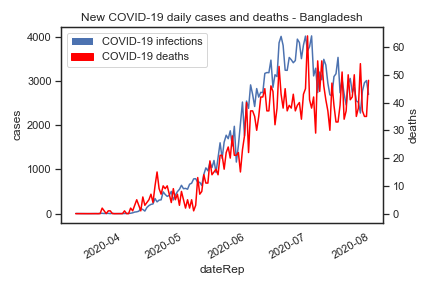 New COVID-19 daily cases and deaths - Bangladesh
COVID-19 infections
COVID-19 deaths
4000
3000
2000
1000
0
cases
60
50
40
30
20
10
0
deaths
2020-04
2020-05
2020-06
2020-07
2020-08
dateRep